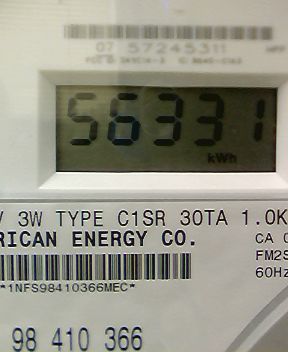 07 57245311
56331
kWh
V 3W TYPE C1SR 30TA 1.0K
RICAN ENERGY CO.
CA
FM2S
60Hz
*1NFS98410366MEC*
98 410 366